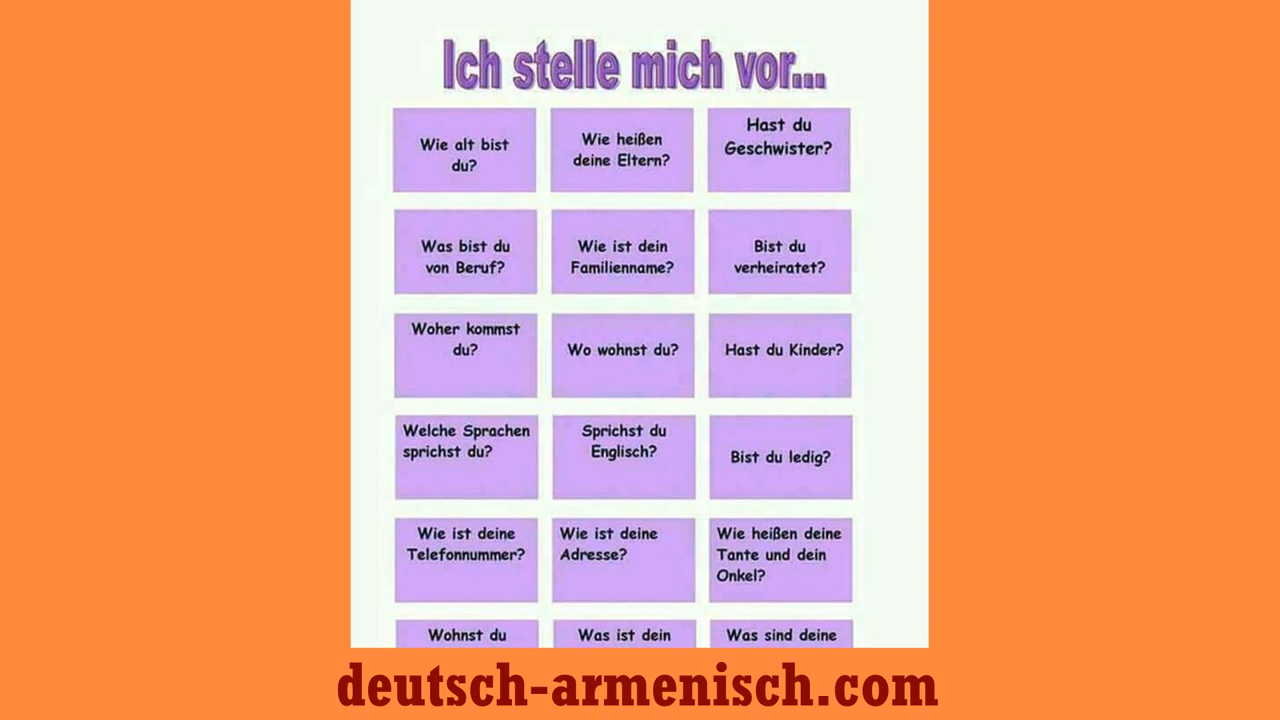 Ich stelle mich vor...
Wie alt bist
du?
Wie heißen
deine Eltern?
Hast du
Geschwister?
Was bist du
von Beruf?
Wie ist dein
Familienname?
Bist du
verheiratet?
Woher kommst
du?
Wo wohnst du?
Hast du Kinder?
Welche Sprachen
sprichst du?
Sprichst du
Englisch?
Bist du ledig?
Wie ist deine
Telefonnummer?
Wie ist deine
Adresse?
Wie heißen deine
Tante und dein
Onkel?
Wohnst du
Was ist dein
Was sind deine
deutsch-armenisch.com